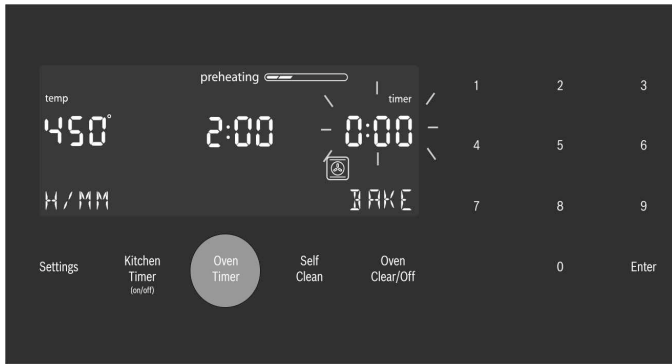 preheating
temp
timer
450°
2:00
0:00
H/MM
BAKE
1 2 3
4 5 6
7 8 9
0 Enter
Settings
Kitchen
Timer
(on/off)
Oven
Timer
Self
Clean
Oven
Clear/Off